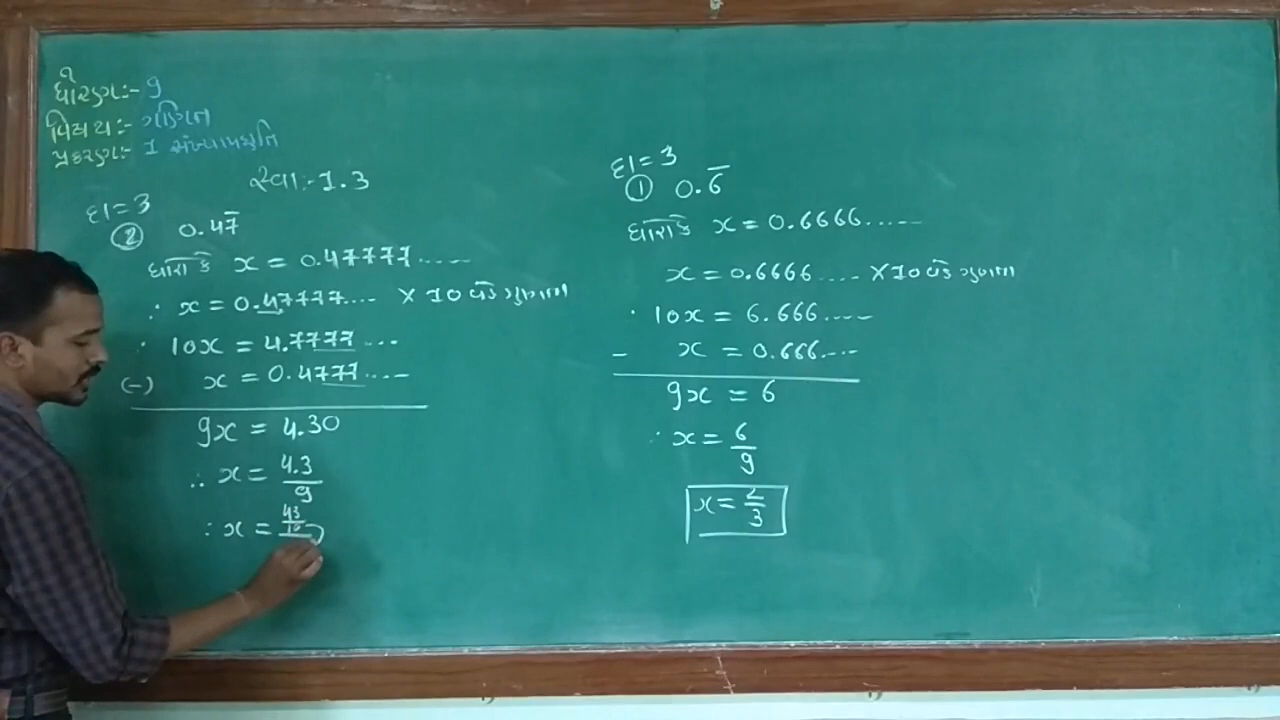 ધોરણ:- 9
વિષય:- ગણિત
પ્રકરણ:- 1 સંખ્યાપદ્ધતિ
સ્વા:-1.3
દા=3
② 0.47̅
ધારો કે x = 0.47777.....
∴ x = 0.47777.... × 10 વડે ગુણતા
∴ 10x = 4.7777...
(-) x = 0.4777....
9x = 4.30
∴ x = 4.3/9
∴ x = 43/10
દા=3
① 0.6̅
ધારો કે x = 0.6666.....
x = 0.6666.... × 10 વડે ગુણતા
∴ 10x = 6.666....
- x = 0.666....
9x = 6
∴ x = 6/9
x = 2/3